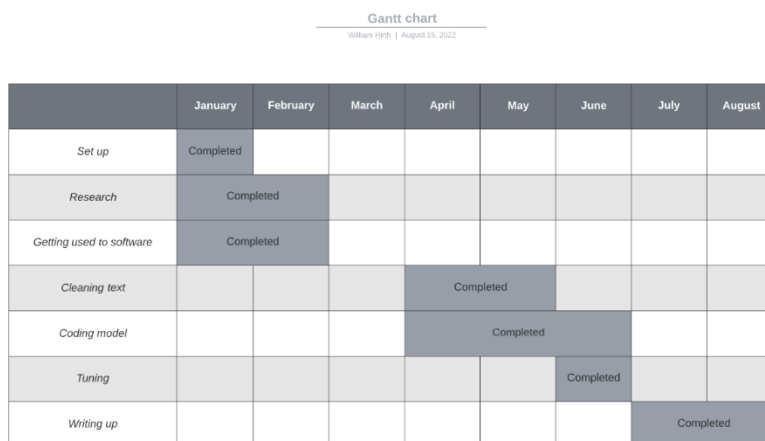 Gantt chart
William Hirth | August 15, 2022
January February March April May June July August
Set up Completed
Research Completed
Getting used to software Completed
Cleaning text Completed
Coding model Completed
Tuning Completed
Writing up Completed